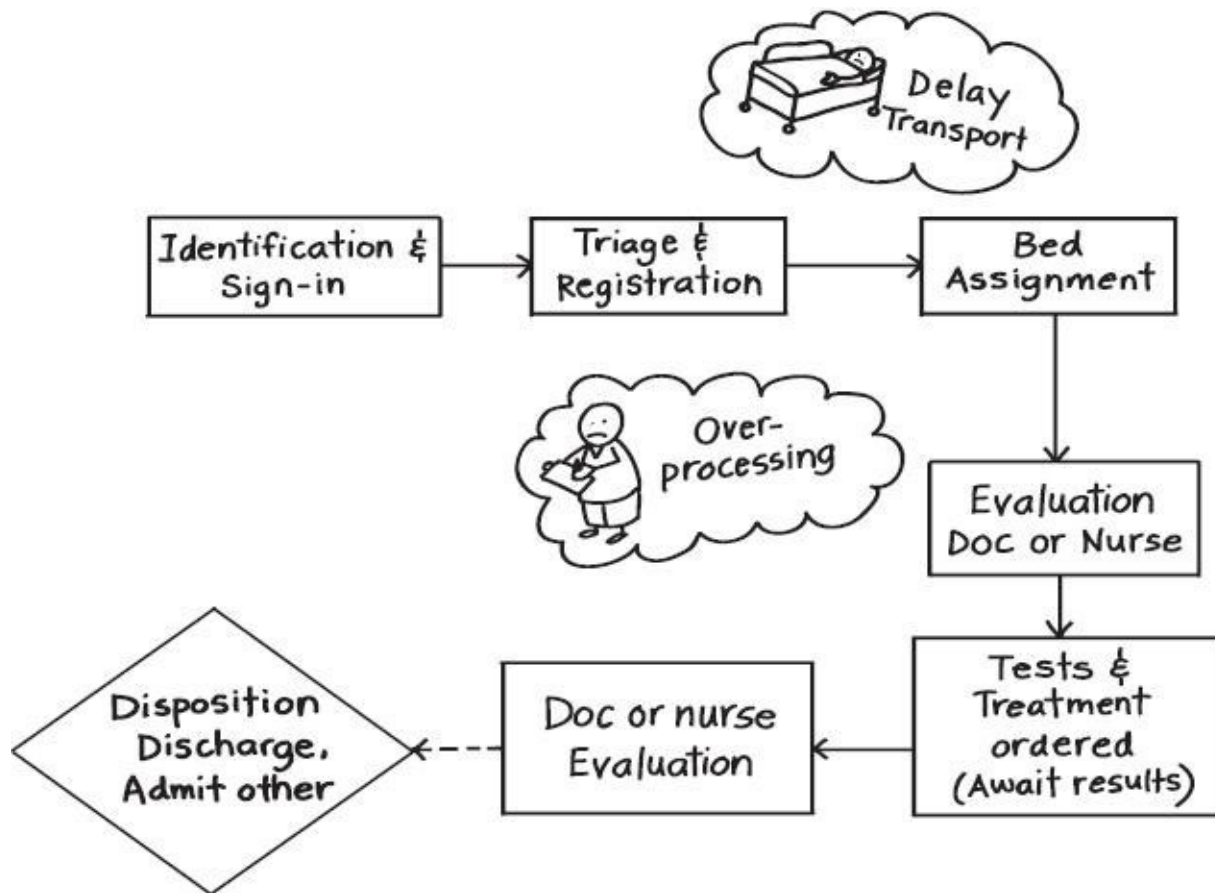 Delay
Transport
Identification &
Sign-in
Triage &
Registration
Bed
Assignment
Over-
processing
Evaluation
Doc or Nurse
Tests &
Treatment
ordered
(Await results)
Doc or nurse
Evaluation
Disposition
Discharge,
Admit other